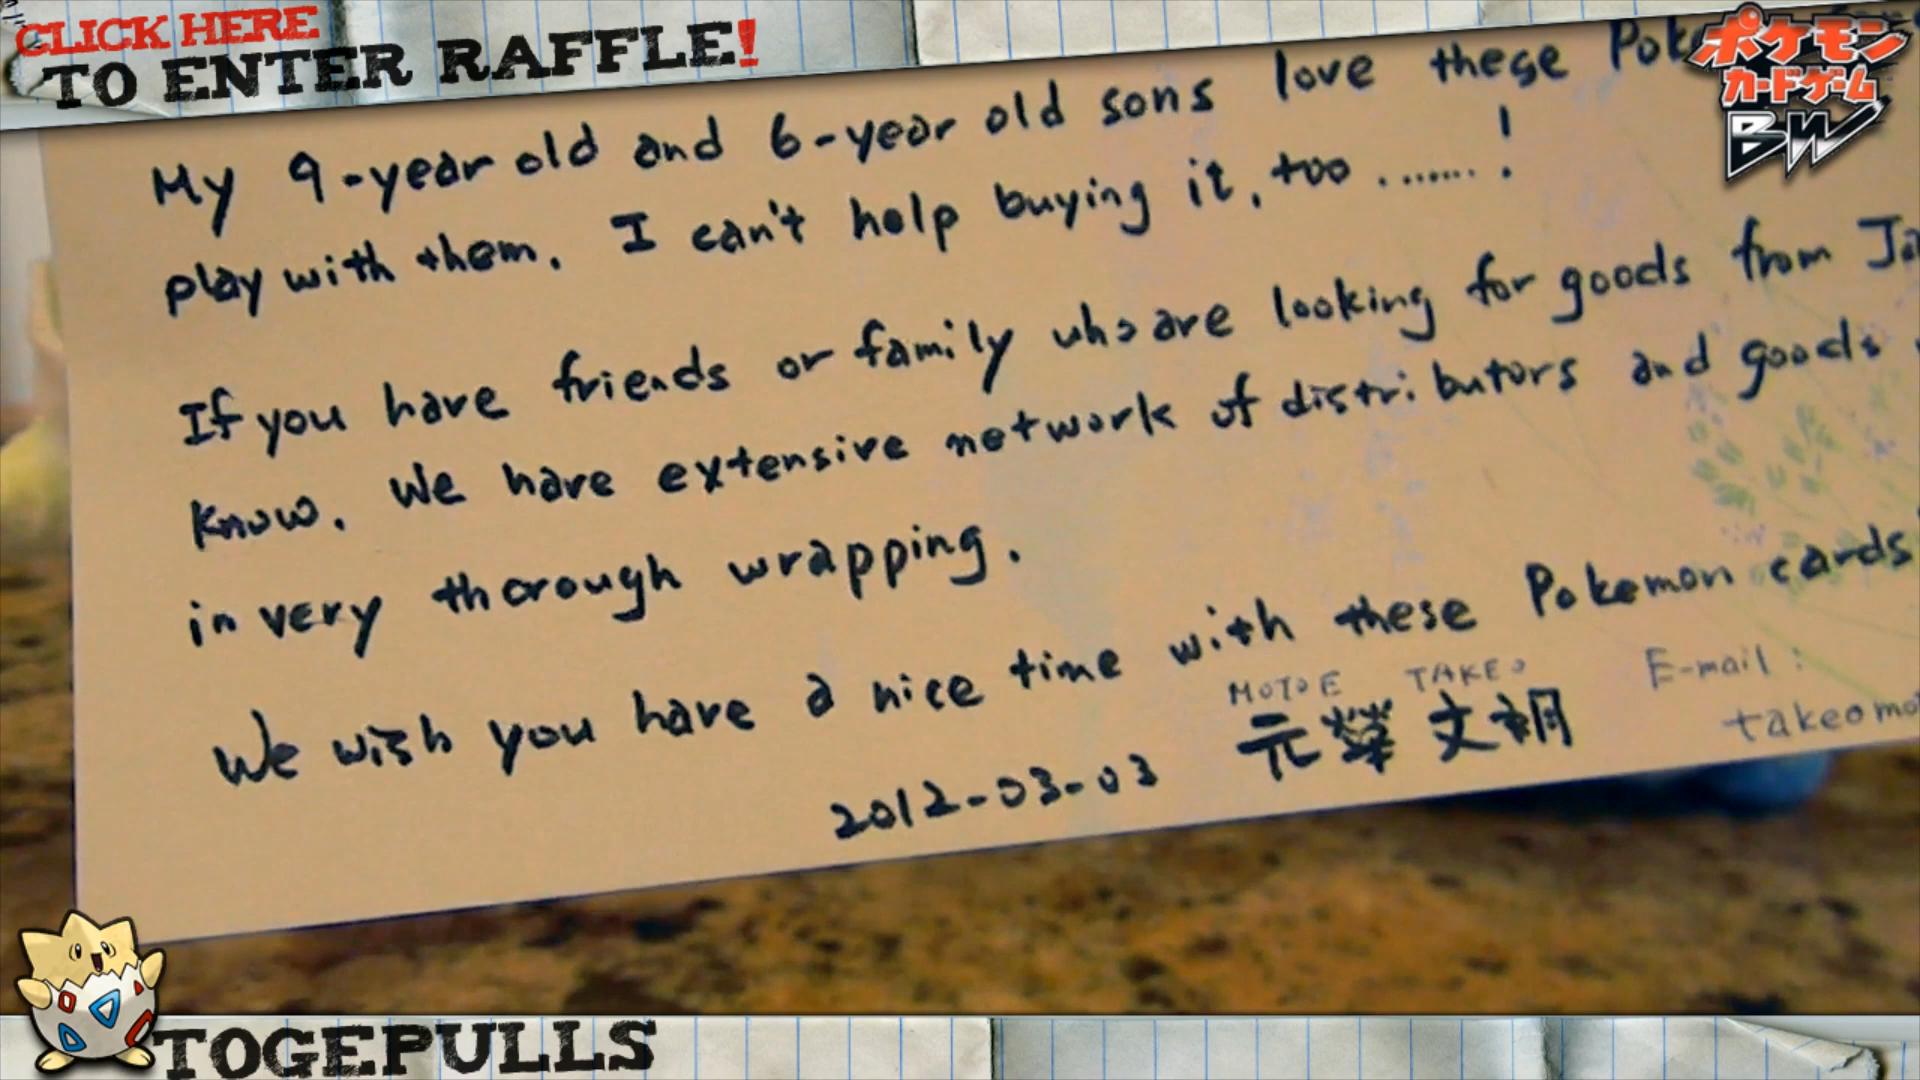 CLICK HERE
TO ENTER RAFFLE!
ポケモン
カードゲーム
BW
My 9-year old and 6-year old sons love these
play with them. I can't help buying it, too ....... !
If you have friends or family who are looking for goods from
know. We have extensive network of distributors and goods
in very thorough wrapping.
We wish you have a nice time with these Pokemon cards
MOTOE TAKEO
2012-03-03 元榮 文
E-mail :
takeomo
TOGEPULLS